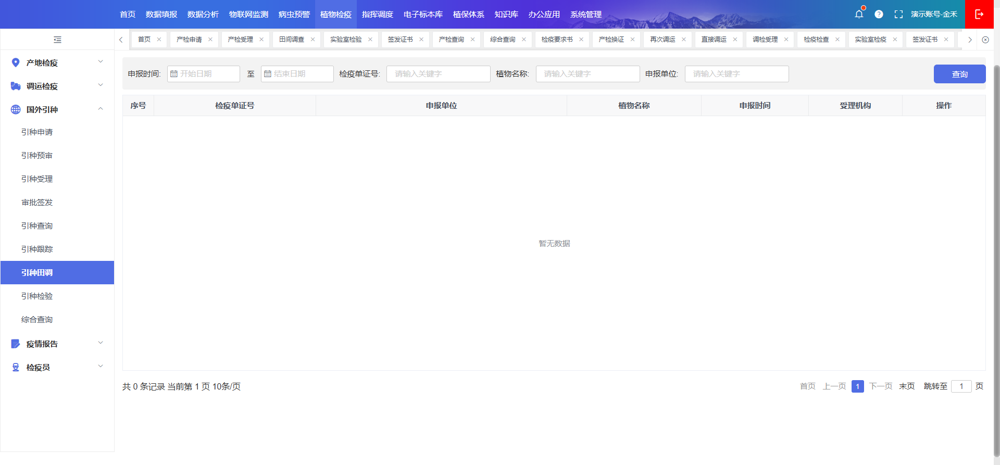 首页 数据填报 数据分析 物联网监测 病虫预警 植物检疫 指挥调度 电子标本库 植保体系 知识库 办公应用 系统管理 演示账号-金禾
首页 产检申请 产检受理 田间调查 实验室检验 签发证书 产检查询 综合查询 检疫要求书 产检换证 再次调运 直接调运 调检受理 检疫检查 实验室检疫 签发证书
产地检疫
调运检疫
国外引种
引种申请
引种预审
引种受理
审批签发
引种查询
引种跟踪
引种田调
引种检验
综合查询
疫情报告
检疫员
申报时间: 开始日期 至 结束日期 检疫单证号: 请输入关键字 植物名称: 请输入关键字 申报单位: 请输入关键字 查询
序号 检疫单证号 申报单位 植物名称 申报时间 受理机构 操作
暂无数据
共 0 条记录 当前第 1 页 10条/页 首页 上一页 1 下一页 末页 跳转至 1 页